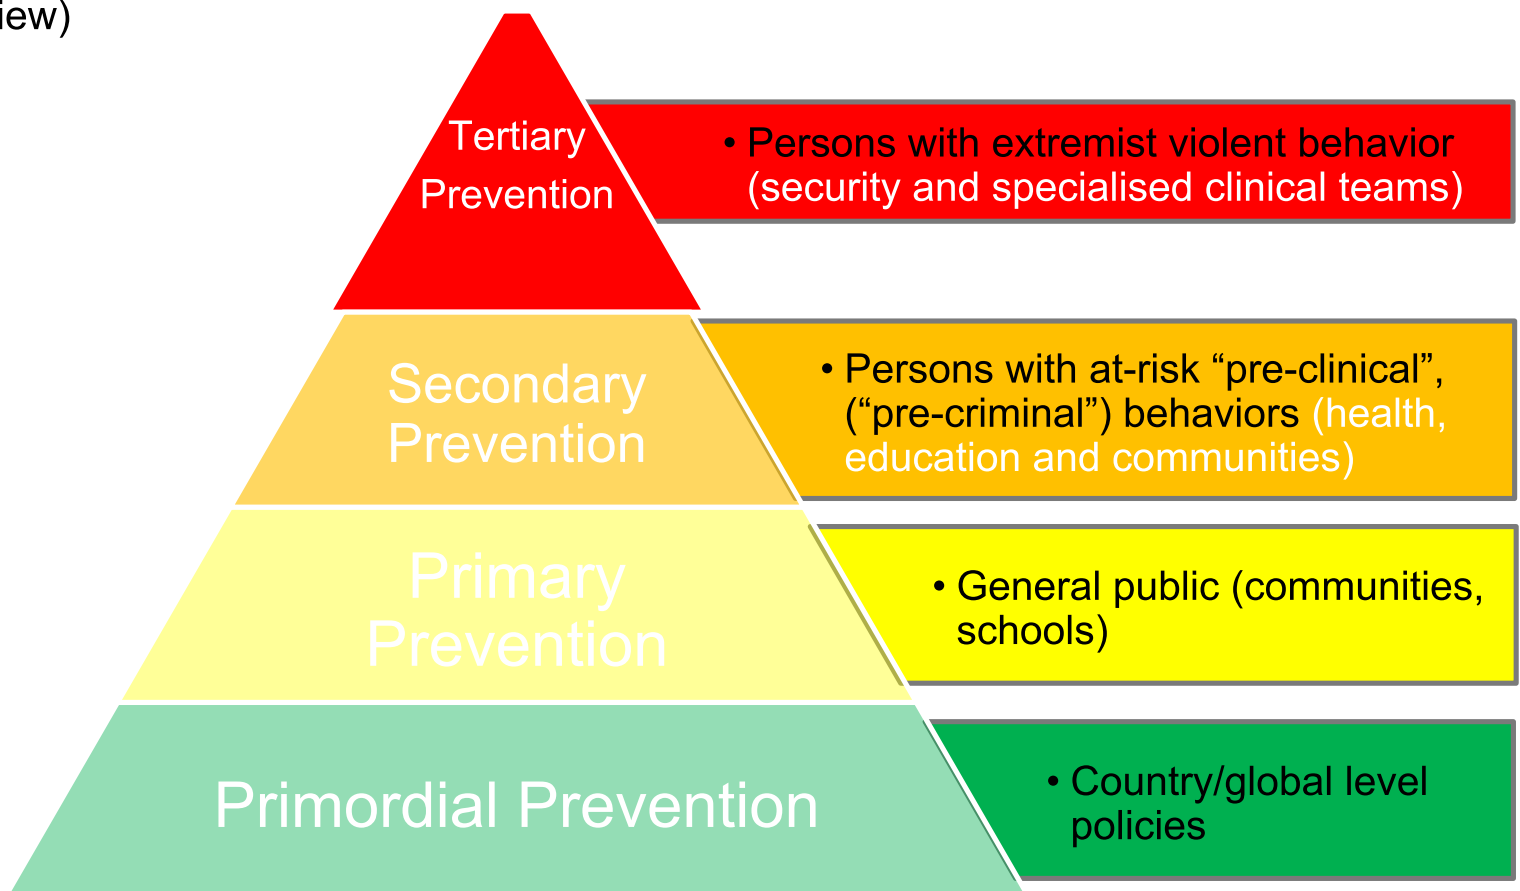 iew)
Tertiary
Prevention
• Persons with extremist violent behavior
(security and specialised clinical teams)
Secondary
Prevention
• Persons with at-risk “pre-clinical”,
(“pre-criminal”) behaviors (health,
education and communities)
Primary
Prevention
• General public (communities,
schools)
Primordial Prevention
• Country/global level
policies